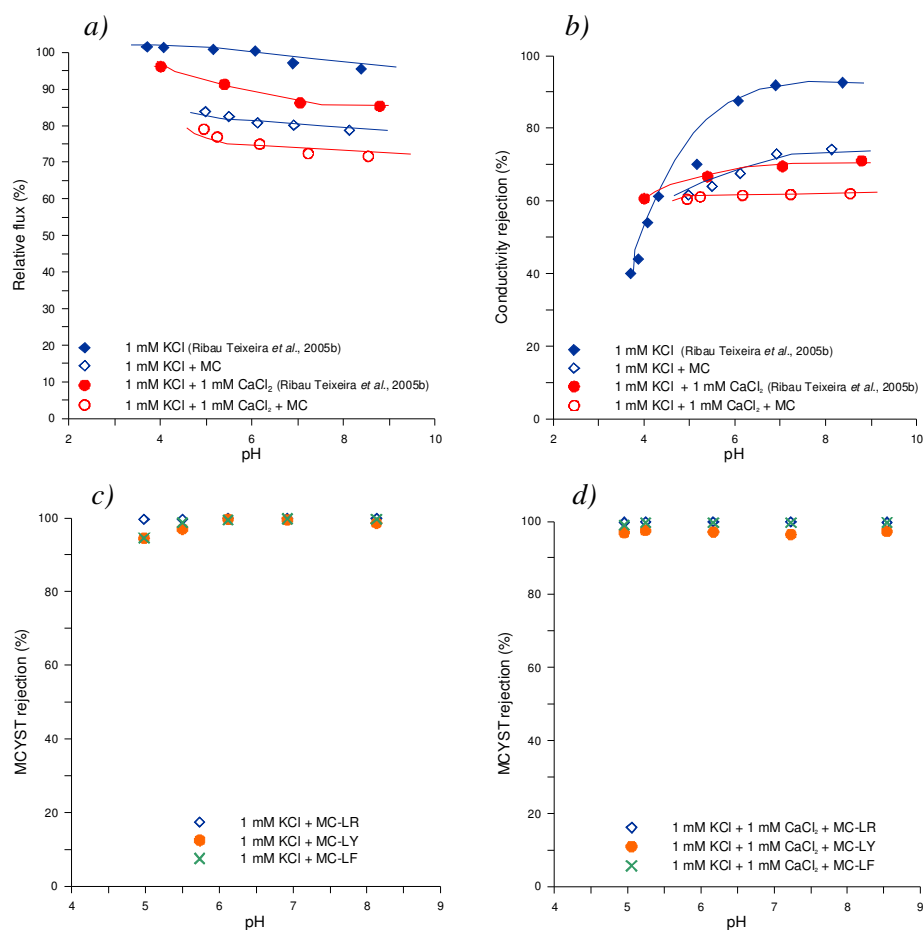 a)
100
90
80
70
60
50
40
30
20
10
0
Relative flux (%)
1 mM KCl (Ribau Teixeira et al., 2005b)
1 mM KCl + MC
1 mM KCl + 1 mM CaCl₂ (Ribau Teixeira et al., 2005b)
1 mM KCl + 1 mM CaCl₂ + MC
2 4 6 8 10
pH
b)
100
80
60
40
20
0
Conductivity rejection (%)
1 mM KCl (Ribau Teixeira et al., 2005b)
1 mM KCl + MC
1 mM KCl + 1 mM CaCl₂ (Ribau Teixeira et al., 2005b)
1 mM KCl + 1 mM CaCl₂ + MC
2 4 6 8 10
pH
c)
100
80
60
40
20
0
MCYST rejection (%)
1 mM KCl + MC-LR
1 mM KCl + MC-LY
1 mM KCl + MC-LF
4 5 6 7 8 9
pH
d)
100
80
60
40
20
0
MCYST rejection (%)
1 mM KCl + 1 mM CaCl₂ + MC-LR
1 mM KCl + 1 mM CaCl₂ + MC-LY
1 mM KCl + 1 mM CaCl₂ + MC-LF
4 5 6 7 8 9
pH